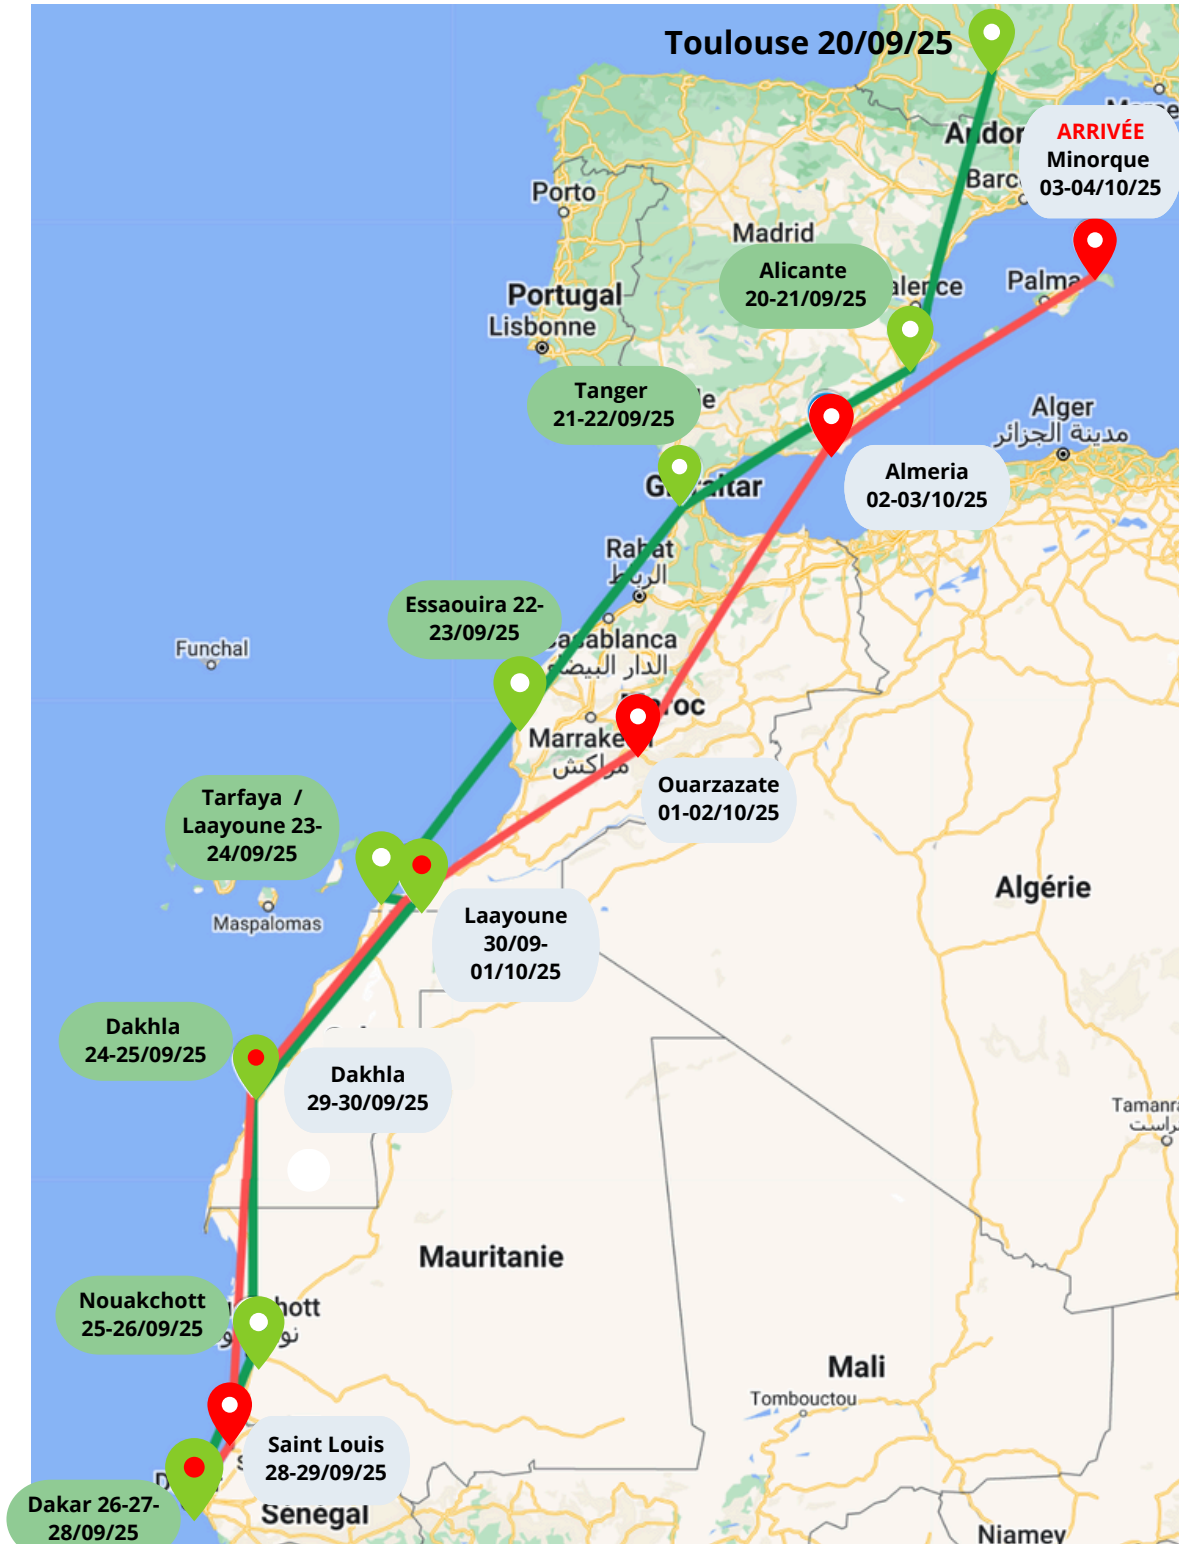 Toulouse 20/09/25
ARRIVÉE
Minorque
03-04/10/25
Porto
Madrid
Alicante
20-21/09/25
Palma
Portugal
Lisbonne
Tanger
21-22/09/25
Alger
مدينة الجزائر
Almeria
02-03/10/25
Rabat
الرباط
Essaouira 22-
23/09/25
Casablanca
الدار البيضاء
Funchal
Maroc
Marrakech
مراكش
Ouarzazate
01-02/10/25
Tarfaya /
Laayoune 23-
24/09/25
Algérie
Maspalomas
Laayoune
30/09-
01/10/25
Dakhla
24-25/09/25
Dakhla
29-30/09/25
Mauritanie
Nouakchott
25-26/09/25
Mali
Tombouctou
Saint Louis
28-29/09/25
Dakar 26-27-
28/09/25
Sénégal
Niamey